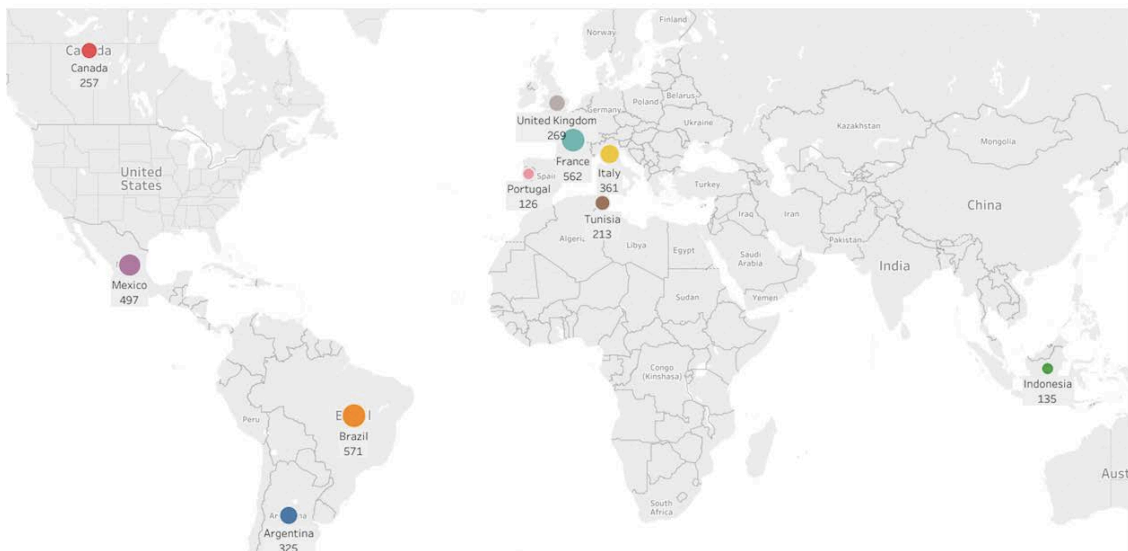 Finland
Norway
Canada
257
United Kingdom
269
Germany
Poland
Belarus
Ukraine
Kazakhstan
Mongolia
France
562
Italy
361
Spain
Portugal
126
United
States
Turkey
China
Tunisia
213
Algeria
Libya
Egypt
Iraq
Iran
Pakistan
India
Saudi
Arabia
Mexico
497
Sudan
Yemen
Congo
(Kinshasa)
Indonesia
135
Peru
Brazil
571
Aust
South
Africa
Argentina
325